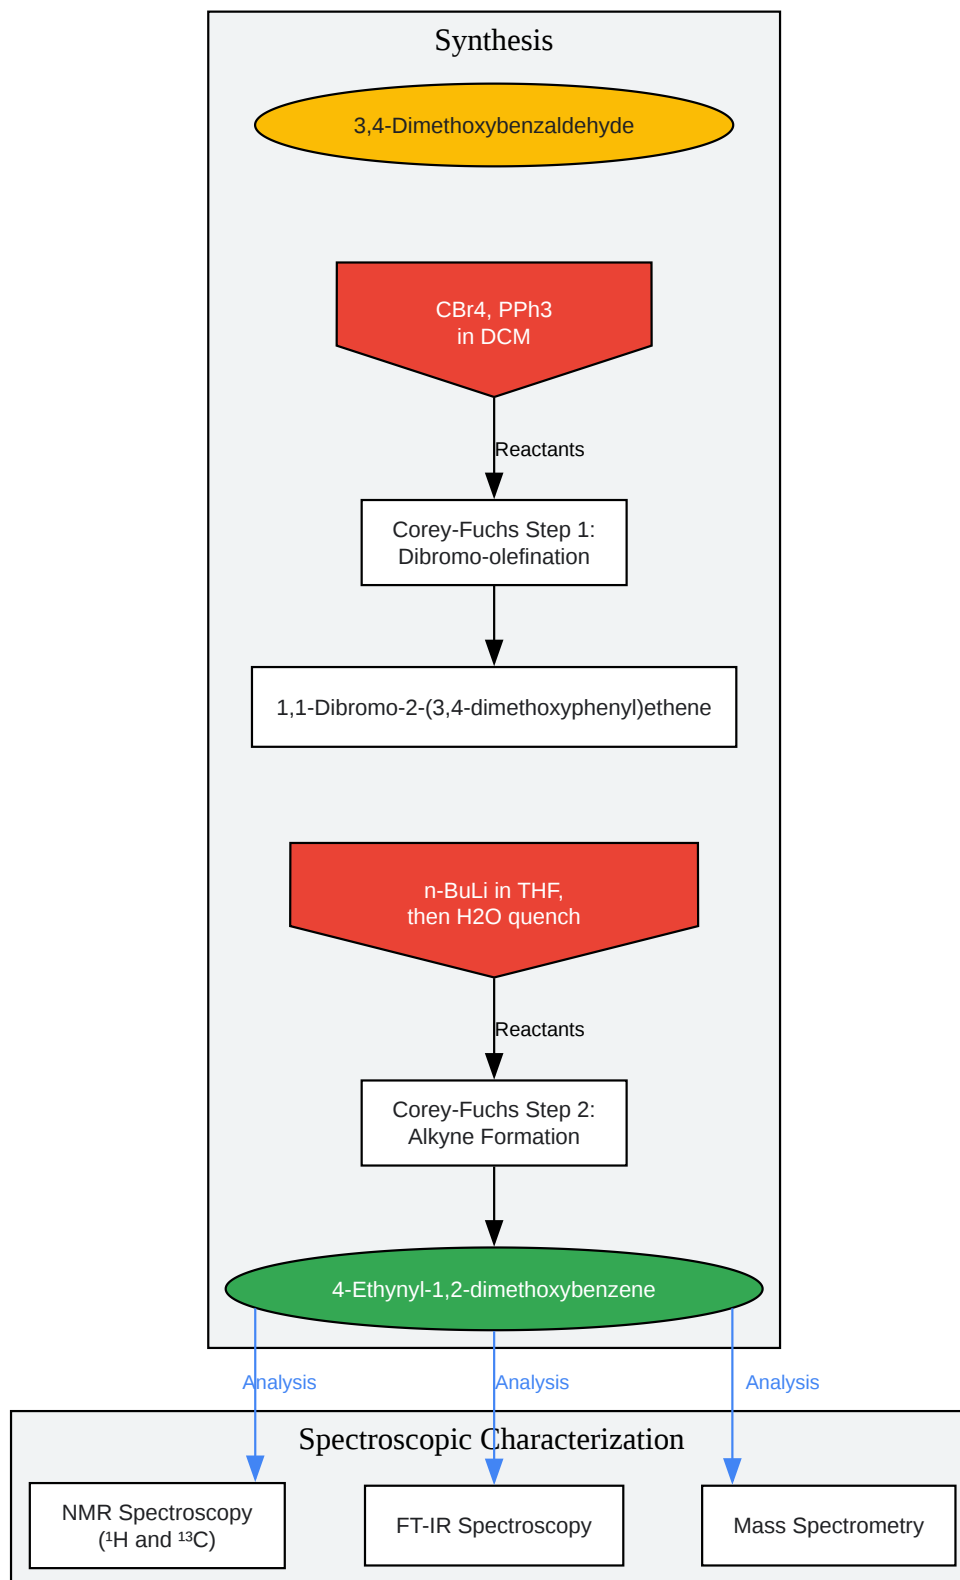 Synthesis
3,4-Dimethoxybenzaldehyde
CBr4, PPh3
in DCM
Reactants
Corey-Fuchs Step 1:
Dibromo-olefination
1,1-Dibromo-2-(3,4-dimethoxyphenyl)ethene
n-BuLi in THF,
then H2O quench
Reactants
Corey-Fuchs Step 2:
Alkyne Formation
4-Ethynyl-1,2-dimethoxybenzene
Analysis
Analysis
Analysis
Spectroscopic Characterization
NMR Spectroscopy
(¹H and ¹³C)
FT-IR Spectroscopy
Mass Spectrometry